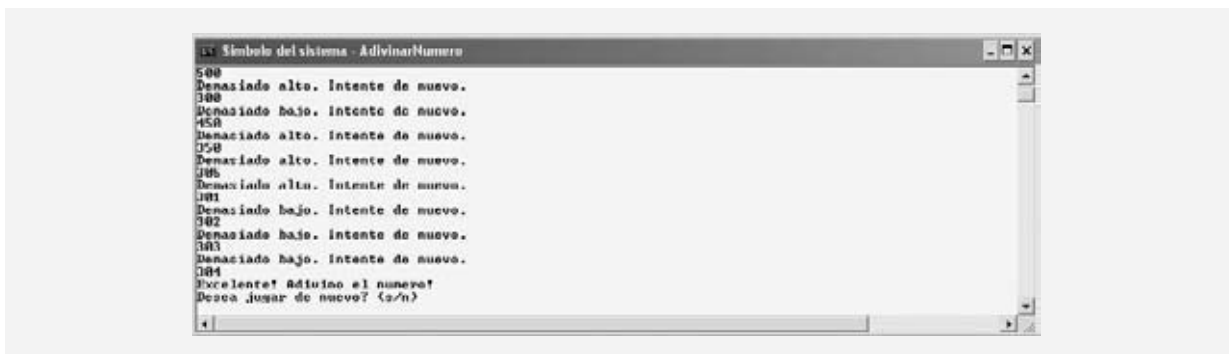 Símbolo del sistema - AdivinarNumero
500
Demasiado alto. Intente de nuevo.
300
Demasiado bajo. Intente de nuevo.
450
Demasiado alto. Intente de nuevo.
350
Demasiado alto. Intente de nuevo.
305
Demasiado alto. Intente de nuevo.
301
Demasiado bajo. Intente de nuevo.
302
Demasiado bajo. Intente de nuevo.
303
Demasiado bajo. Intente de nuevo.
304
Excelente! Adivino el numero!
Desea jugar de nuevo? (s/n)